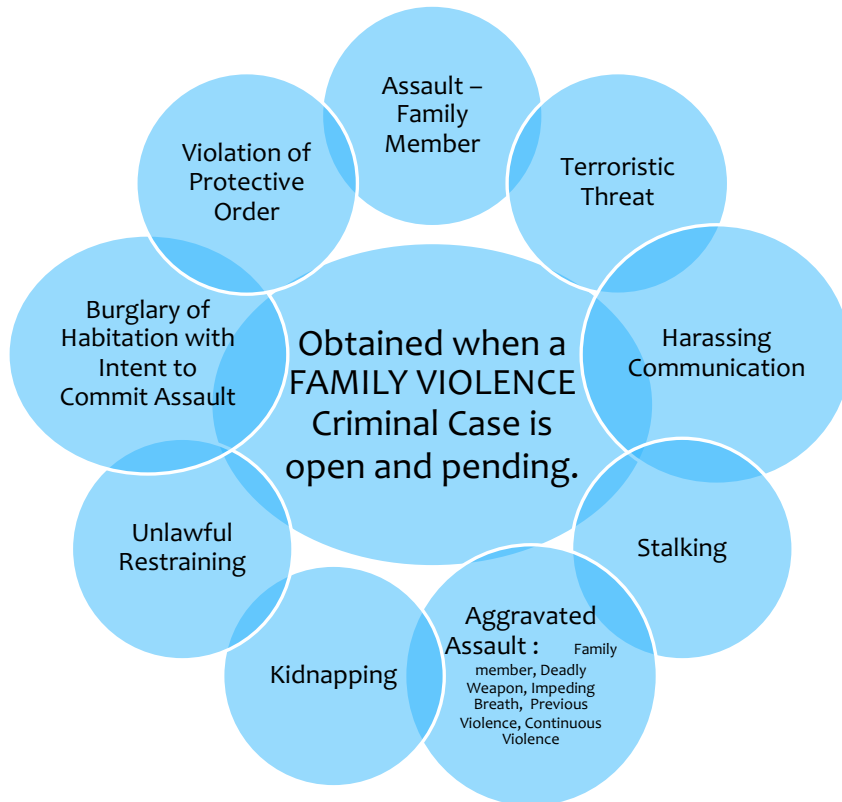 Assault –
Family
Member
Terroristic
Threat
Harassing
Communication
Stalking
Aggravated
Assault : Family
member, Deadly
Weapon, Impeding
Breath, Previous
Violence, Continuous
Violence
Kidnapping
Unlawful
Restraining
Burglary of
Habitation with
Intent to
Commit Assault
Violation of
Protective
Order
Obtained when a
FAMILY VIOLENCE
Criminal Case is
open and pending.